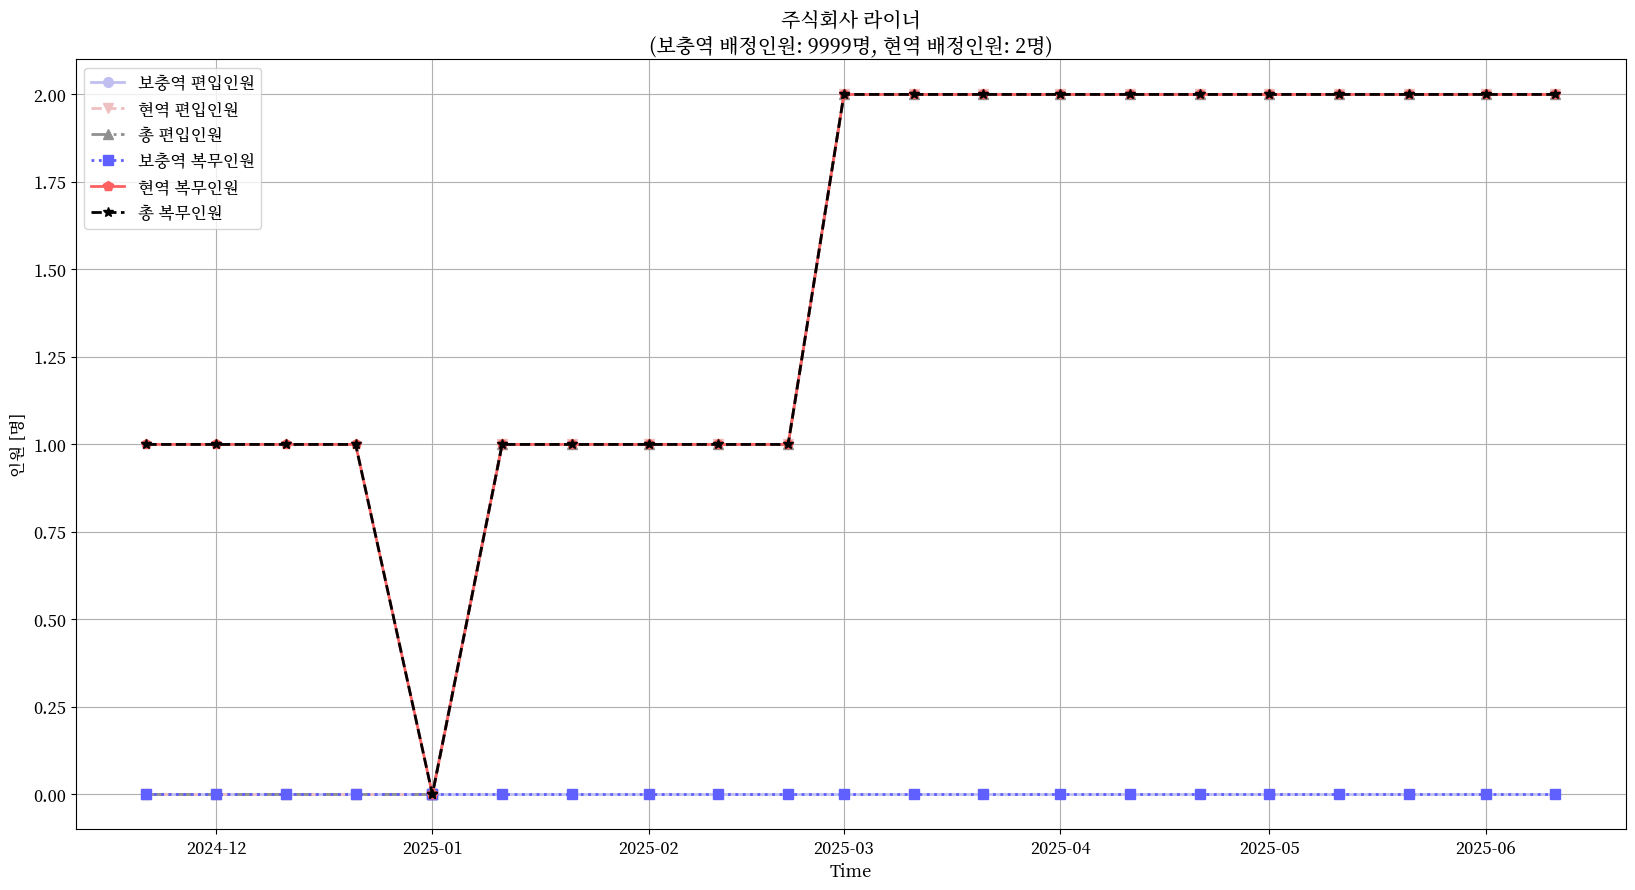 주식회사 라이너
(보충역 배정인원: 9999명, 현역 배정인원: 2명)
보충역 편입인원
현역 편입인원
총 편입인원
보충역 복무인원
현역 복무인원
총 복무인원
인원 [명]
2.00
1.75
1.50
1.25
1.00
0.75
0.50
0.25
0.00
2024-12
2025-01
2025-02
2025-03
2025-04
2025-05
2025-06
Time